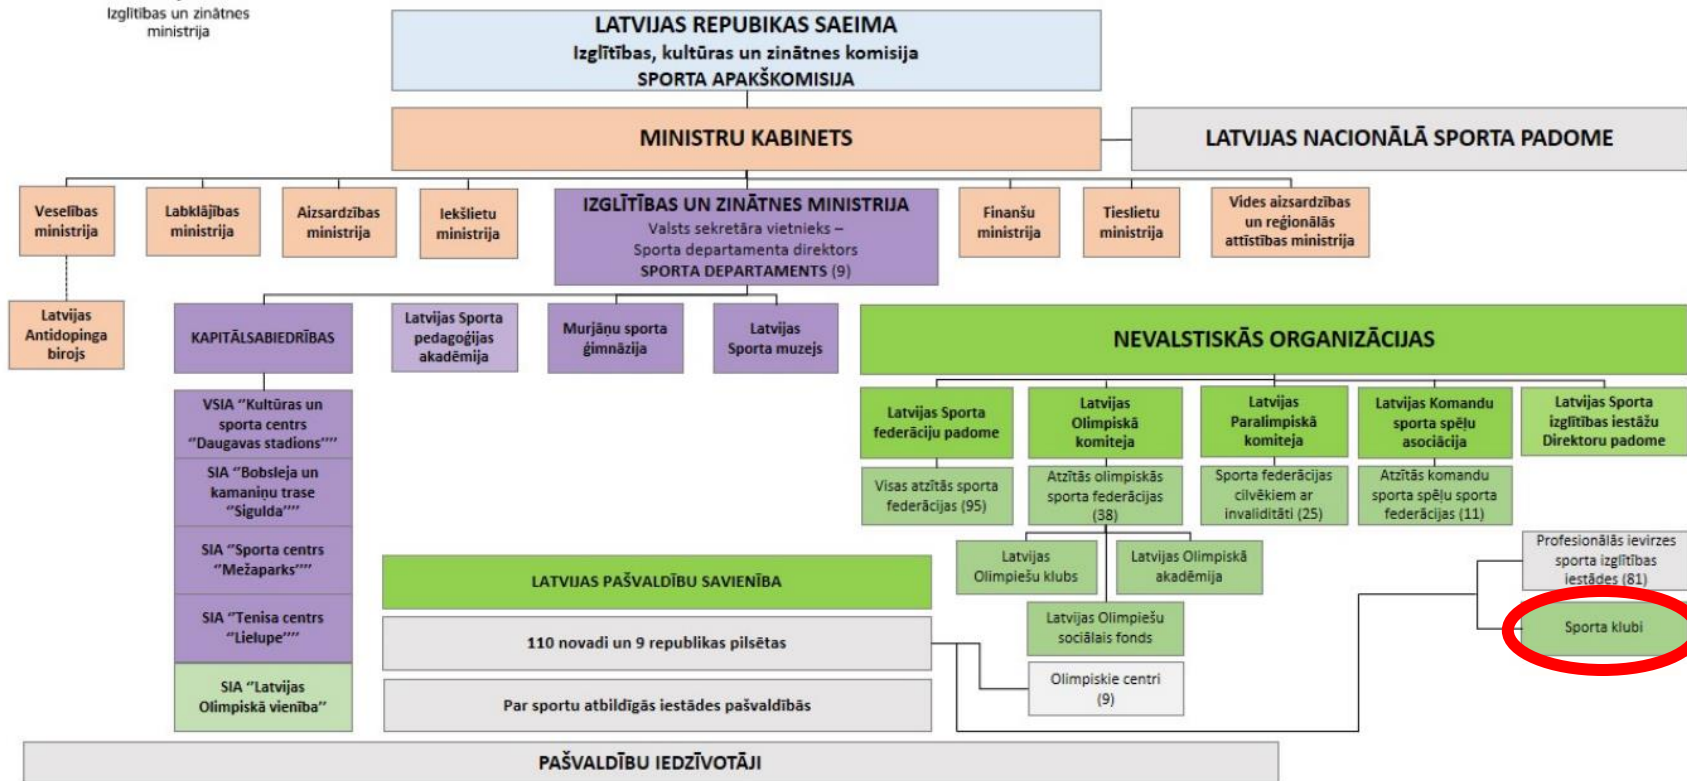 Izglītības un zinātnes
ministrija
LATVIJAS REPUBIKAS SAEIMA
Izglītības, kultūras un zinātnes komisija
SPORTA APAKŠKOMISIJA
MINISTRU KABINETS
LATVIJAS NACIONĀLĀ SPORTA PADOME
Veselības
ministrija
Labklājības
ministrija
Aizsardzības
ministrija
Iekšlietu
ministrija
IZGLĪTĪBAS UN ZINĀTNES MINISTRIJA
Valsts sekretāra vietnieks –
Sporta departamenta direktors
SPORTA DEPARTAMENTS (9)
Finanšu
ministrija
Tieslietu
ministrija
Vides aizsardzības
un reģionālās
attīstības ministrija
Latvijas
Antidopinga
birojs
KAPITĀLSABIEDRĪBAS
Latvijas Sporta
pedagoģijas
akadēmija
Murjāņu sporta
ģimnāzija
Latvijas
Sporta muzejs
NEVALSTISKĀS ORGANIZĀCIJAS
VSIA “Kultūras un
sporta centrs
“Daugavas stadions””
SIA “Bobsleja un
kamaniņu trase
“Sigulda””
SIA “Sporta centrs
“Mežaparks””
SIA “Tenisa centrs
“Lielupe””
SIA “Latvijas
Olimpiskā vienība”
Latvijas Sporta
federāciju padome
Latvijas
Olimpiskā
komiteja
Latvijas
Paralimpiskā
komiteja
Latvijas Komandu
sporta spēļu
asociācija
Latvijas Sporta
izglītības iestāžu
Direktoru padome
Visas atzītās sporta
federācijas (95)
Atzītās olimpiskās
sporta federācijas
(38)
Sporta federācijas
cilvēkiem ar
invaliditāti (25)
Atzītās komandu
sporta spēļu sporta
federācijas (11)
Latvijas
Olimpiešu klubs
Latvijas Olimpiskā
akadēmija
Profesionālās ievirzes
sporta izglītības
iestādes (81)
LATVIJAS PAŠVALDĪBU SAVIENĪBA
Latvijas Olimpiešu
sociālais fonds
Sporta klubi
110 novadi un 9 republikas pilsētas
Olimpiskie centri
(9)
Par sportu atbildīgās iestādes pašvaldībās
PAŠVALDĪBU IEDZĪVOTĀJI